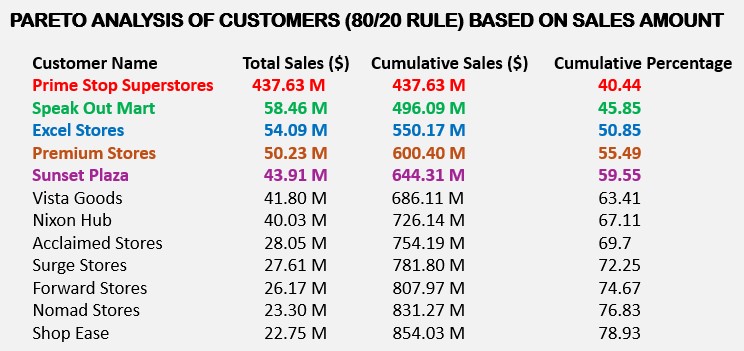 PARETO ANALYSIS OF CUSTOMERS (80/20 RULE) BASED ON SALES AMOUNT
Customer Name Total Sales ($) Cumulative Sales ($) Cumulative Percentage
Prime Stop Superstores 437.63 M 437.63 M 40.44
Speak Out Mart 58.46 M 496.09 M 45.85
Excel Stores 54.09 M 550.17 M 50.85
Premium Stores 50.23 M 600.40 M 55.49
Sunset Plaza 43.91 M 644.31 M 59.55
Vista Goods 41.80 M 686.11 M 63.41
Nixon Hub 40.03 M 726.14 M 67.11
Acclaimed Stores 28.05 M 754.19 M 69.7
Surge Stores 27.61 M 781.80 M 72.25
Forward Stores 26.17 M 807.97 M 74.67
Nomad Stores 23.30 M 831.27 M 76.83
Shop Ease 22.75 M 854.03 M 78.93